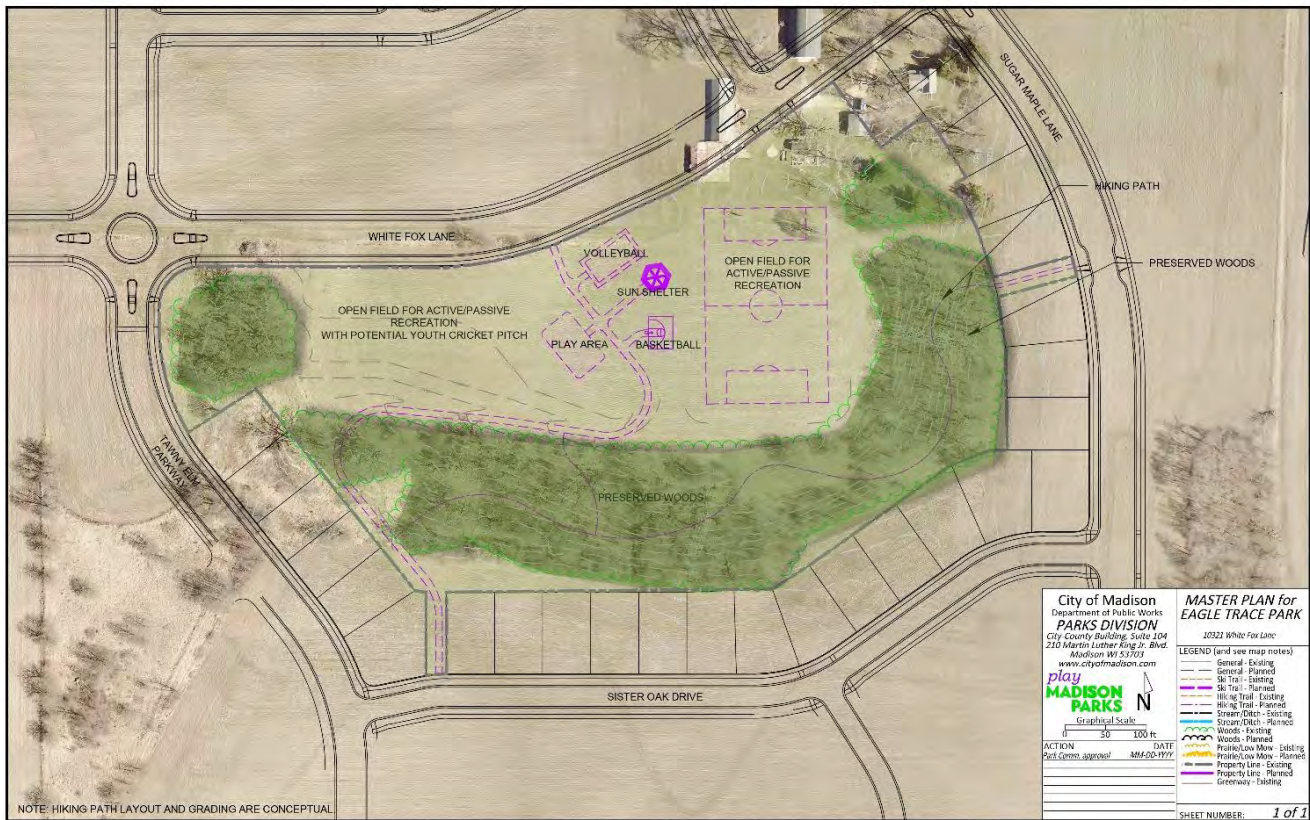 SUGAR MAPLE LANE
HIKING PATH
WHITE FOX LANE
VOLLEYBALL
OPEN FIELD FOR
ACTIVE/PASSIVE
RECREATION
PRESERVED WOODS
SUN SHELTER
OPEN FIELD FOR ACTIVE/PASSIVE
RECREATION
WITH POTENTIAL YOUTH CRICKET PITCH
PLAY AREA
BASKETBALL
TAWNY ELM
PARKWAY
PRESERVED WOODS
SISTER OAK DRIVE
NOTE: HIKING PATH LAYOUT AND GRADING ARE CONCEPTUAL
City of Madison
Department of Public Works
PARKS DIVISION
City-County Building, Suite 104
210 Martin Luther King Jr. Blvd.
Madison WI 53703
www.cityofmadison.com
play
MADISON
PARKS
N
Graphical Scale
0 50 100 ft
ACTION DATE
Park Comm. approval MM-DD-YYYY
MASTER PLAN for
EAGLE TRACE PARK
10321 White Fox Lane
LEGEND (and see map notes)
General - Existing
General - Planned
Ski Trail - Existing
Ski Trail - Planned
Hiking Trail - Existing
Hiking Trail - Planned
Stream/Ditch - Existing
Stream/Ditch - Planned
Woods - Existing
Woods - Planned
Prairie/Low Mow - Existing
Prairie/Low Mow - Planned
Property Line - Existing
Property Line - Planned
Greenway - Existing
SHEET NUMBER: 1 of 1